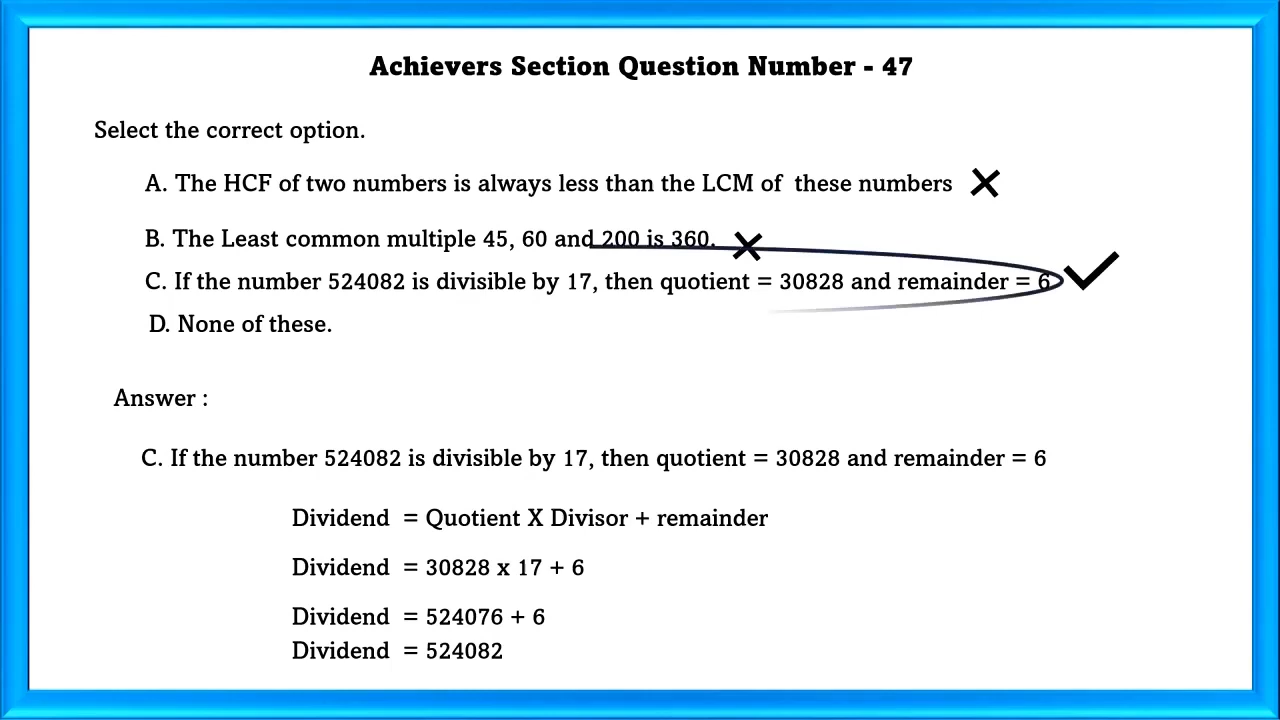 Achievers Section Question Number - 47
Select the correct option.
A. The HCF of two numbers is always less than the LCM of these numbers
B. The Least common multiple 45, 60 and 200 is 360.
C. If the number 524082 is divisible by 17, then quotient = 30828 and remainder = 6
D. None of these.
Answer :
C. If the number 524082 is divisible by 17, then quotient = 30828 and remainder = 6
Dividend = Quotient X Divisor + remainder
Dividend = 30828 x 17 + 6
Dividend = 524076 + 6
Dividend = 524082